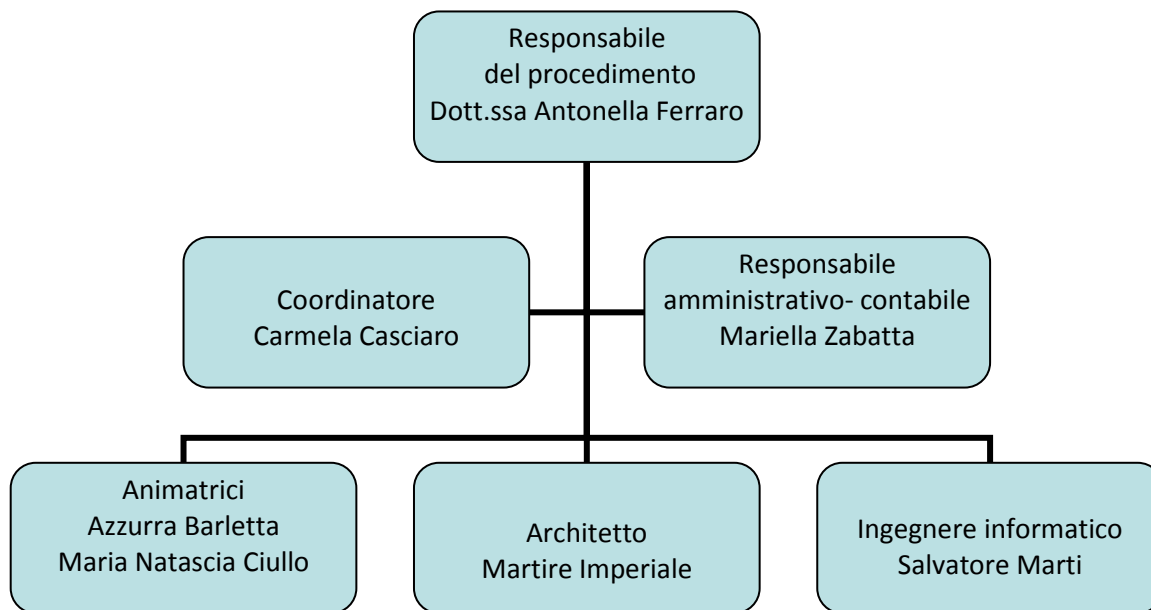 Responsabile
del procedimento
Dott.ssa Antonella Ferraro
Coordinatore
Carmela Casciaro
Responsabile
amministrativo- contabile
Mariella Zabatta
Animatrici
Azzurra Barletta
Maria Natascia Ciullo
Architetto
Martire Imperiale
Ingegnere informatico
Salvatore Marti